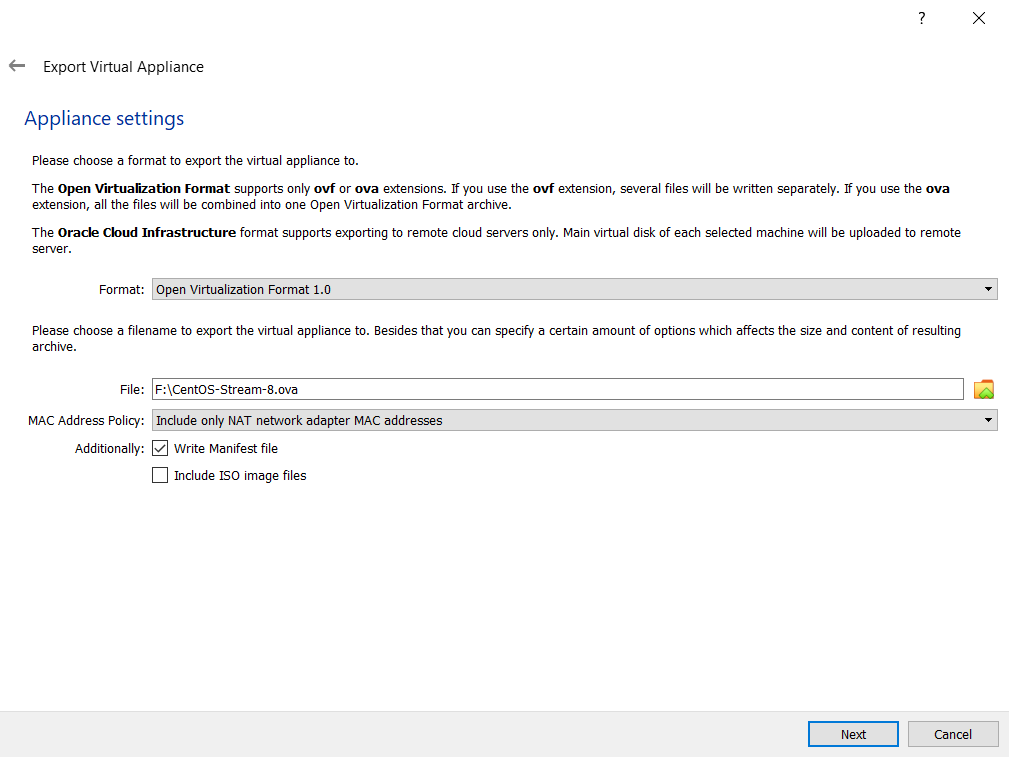 ?
Export Virtual Appliance
Appliance settings
Please choose a format to export the virtual appliance to.
The Open Virtualization Format supports only ovf or ova extensions. If you use the ovf extension, several files will be written separately. If you use the ova
extension, all the files will be combined into one Open Virtualization Format archive.
The Oracle Cloud Infrastructure format supports exporting to remote cloud servers only. Main virtual disk of each selected machine will be uploaded to remote
server.
Format: Open Virtualization Format 1.0
Please choose a filename to export the virtual appliance to. Besides that you can specify a certain amount of options which affects the size and content of resulting
archive.
File: F:\CentOS-Stream-8.ova
MAC Address Policy: Include only NAT network adapter MAC addresses
Additionally: Write Manifest file
Include ISO image files
Next Cancel